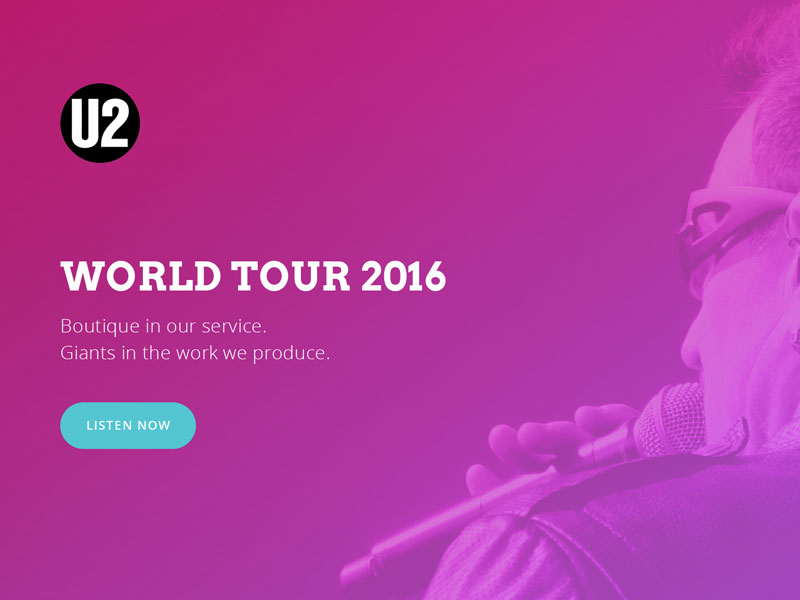 U2
WORLD TOUR 2016
Boutique in our service.
Giants in the work we produce.
LISTEN NOW